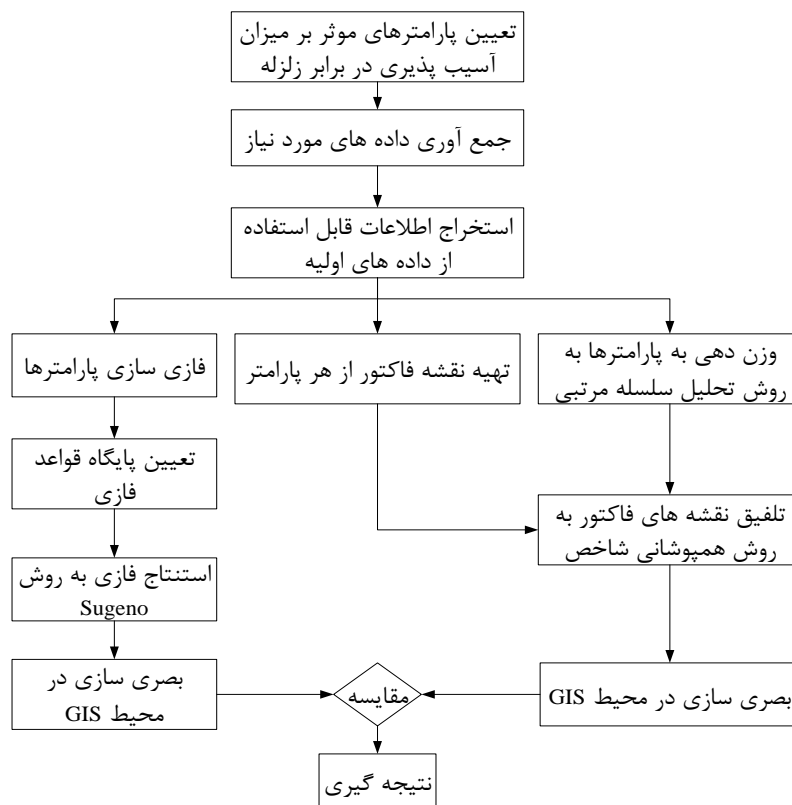 تعیین پارامترهای موثر بر میزان
آسیب پذیری در برابر زلزله
جمع آوری داده های مورد نیاز
استخراج اطلاعات قابل استفاده
از داده های اولیه
وزن دهی به پارامترها به
روش تحلیل سلسله مرتبی
تهیه نقشه فاکتور از هر پارامتر
فازی سازی پارامترها
تعیین پایگاه قواعد
فازی
تلفیق نقشه های فاکتور به
روش همپوشانی شاخص
استنتاج فازی به روش
Sugeno
بصری سازی در محیط GIS
مقایسه
بصری سازی در
محیط GIS
نتیجه گیری